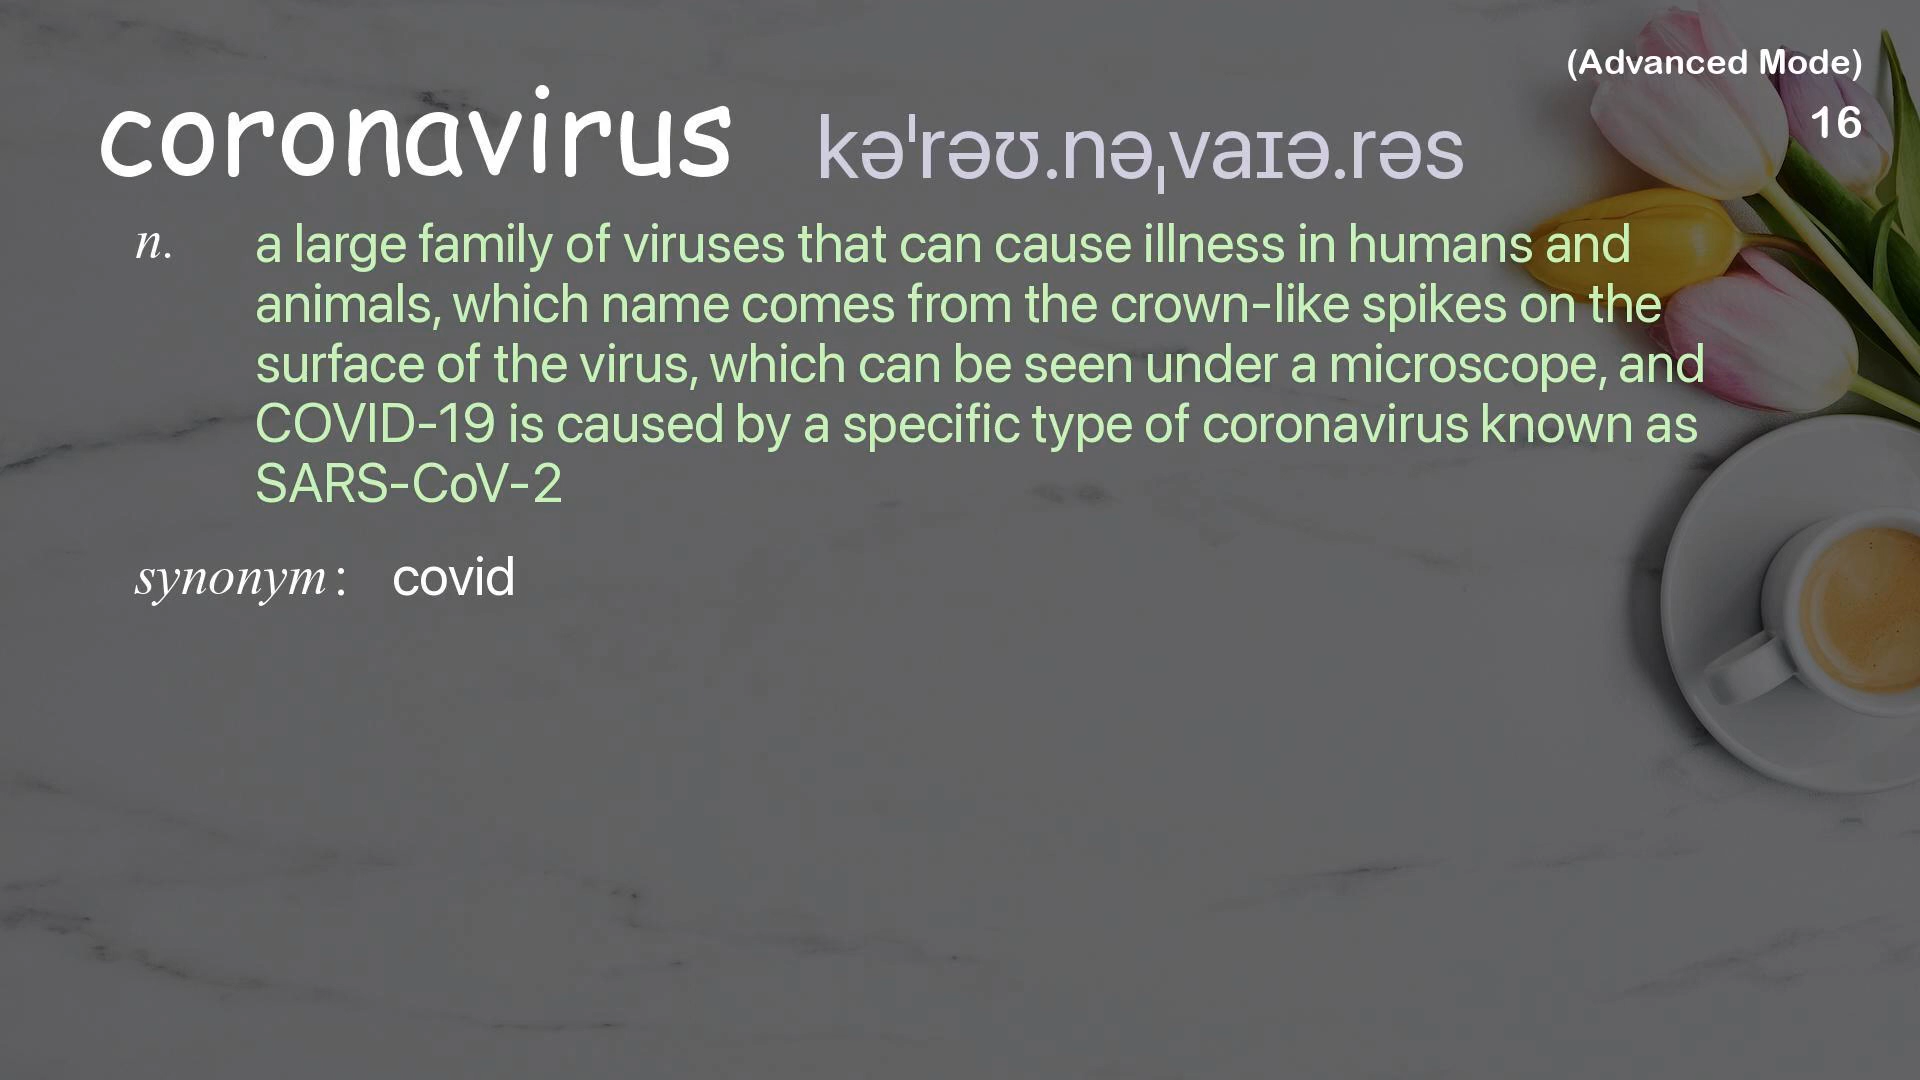 (Advanced Mode)
16
coronavirus kəˈrəʊ.nəˌvaɪə.rəs
n. a large family of viruses that can cause illness in humans and
animals, which name comes from the crown-like spikes on the
surface of the virus, which can be seen under a microscope, and
COVID-19 is caused by a specific type of coronavirus known as
SARS-CoV-2
synonym: covid